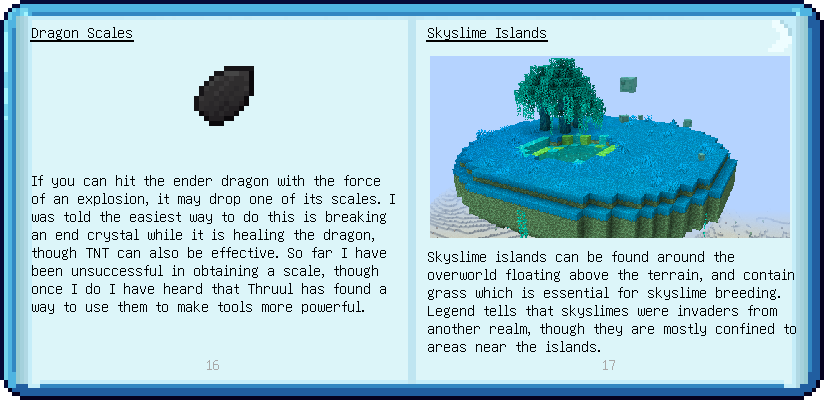 Dragon Scales
If you can hit the ender dragon with the force
of an explosion, it may drop one of its scales. I
was told the easiest way to do this is breaking
an end crystal while it is healing the dragon,
though TNT can also be effective. So far I have
been unsuccessful in obtaining a scale, though
once I do I have heard that Thruul has found a
way to use them to make tools more powerful.
16
Skyslime Islands
Skyslime islands can be found around the
overworld floating above the terrain, and contain
grass which is essential for skyslime breeding.
Legend tells that skyslimes were invaders from
another realm, though they are mostly confined to
areas near the islands.
17